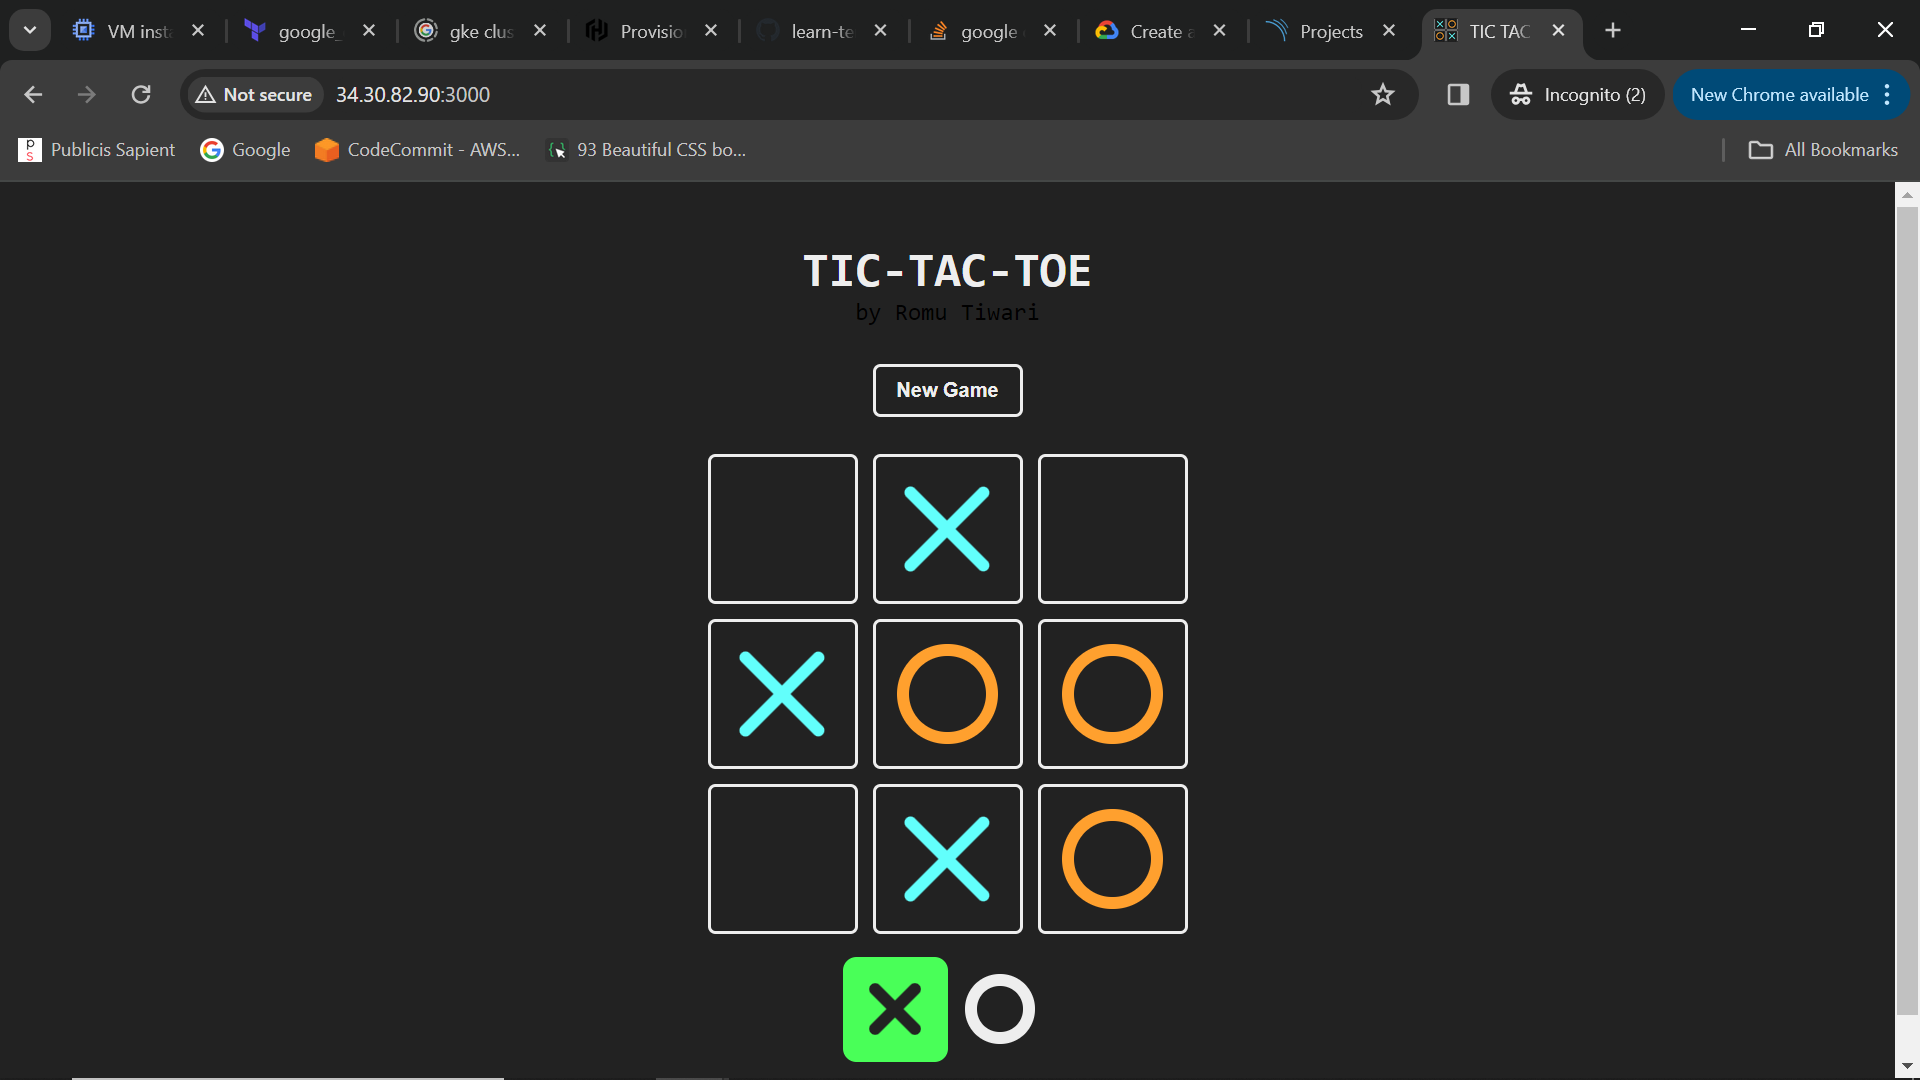 VM insta
google_
gke clus
Provisio
learn-te
google
Create a
Projects
TIC TAC
Not secure
34.30.82.90:3000
Incognito (2)
New Chrome available
Publicis Sapient
Google
CodeCommit - AWS...
93 Beautiful CSS bo...
All Bookmarks
TIC-TAC-TOE
by Romu Tiwari
New Game